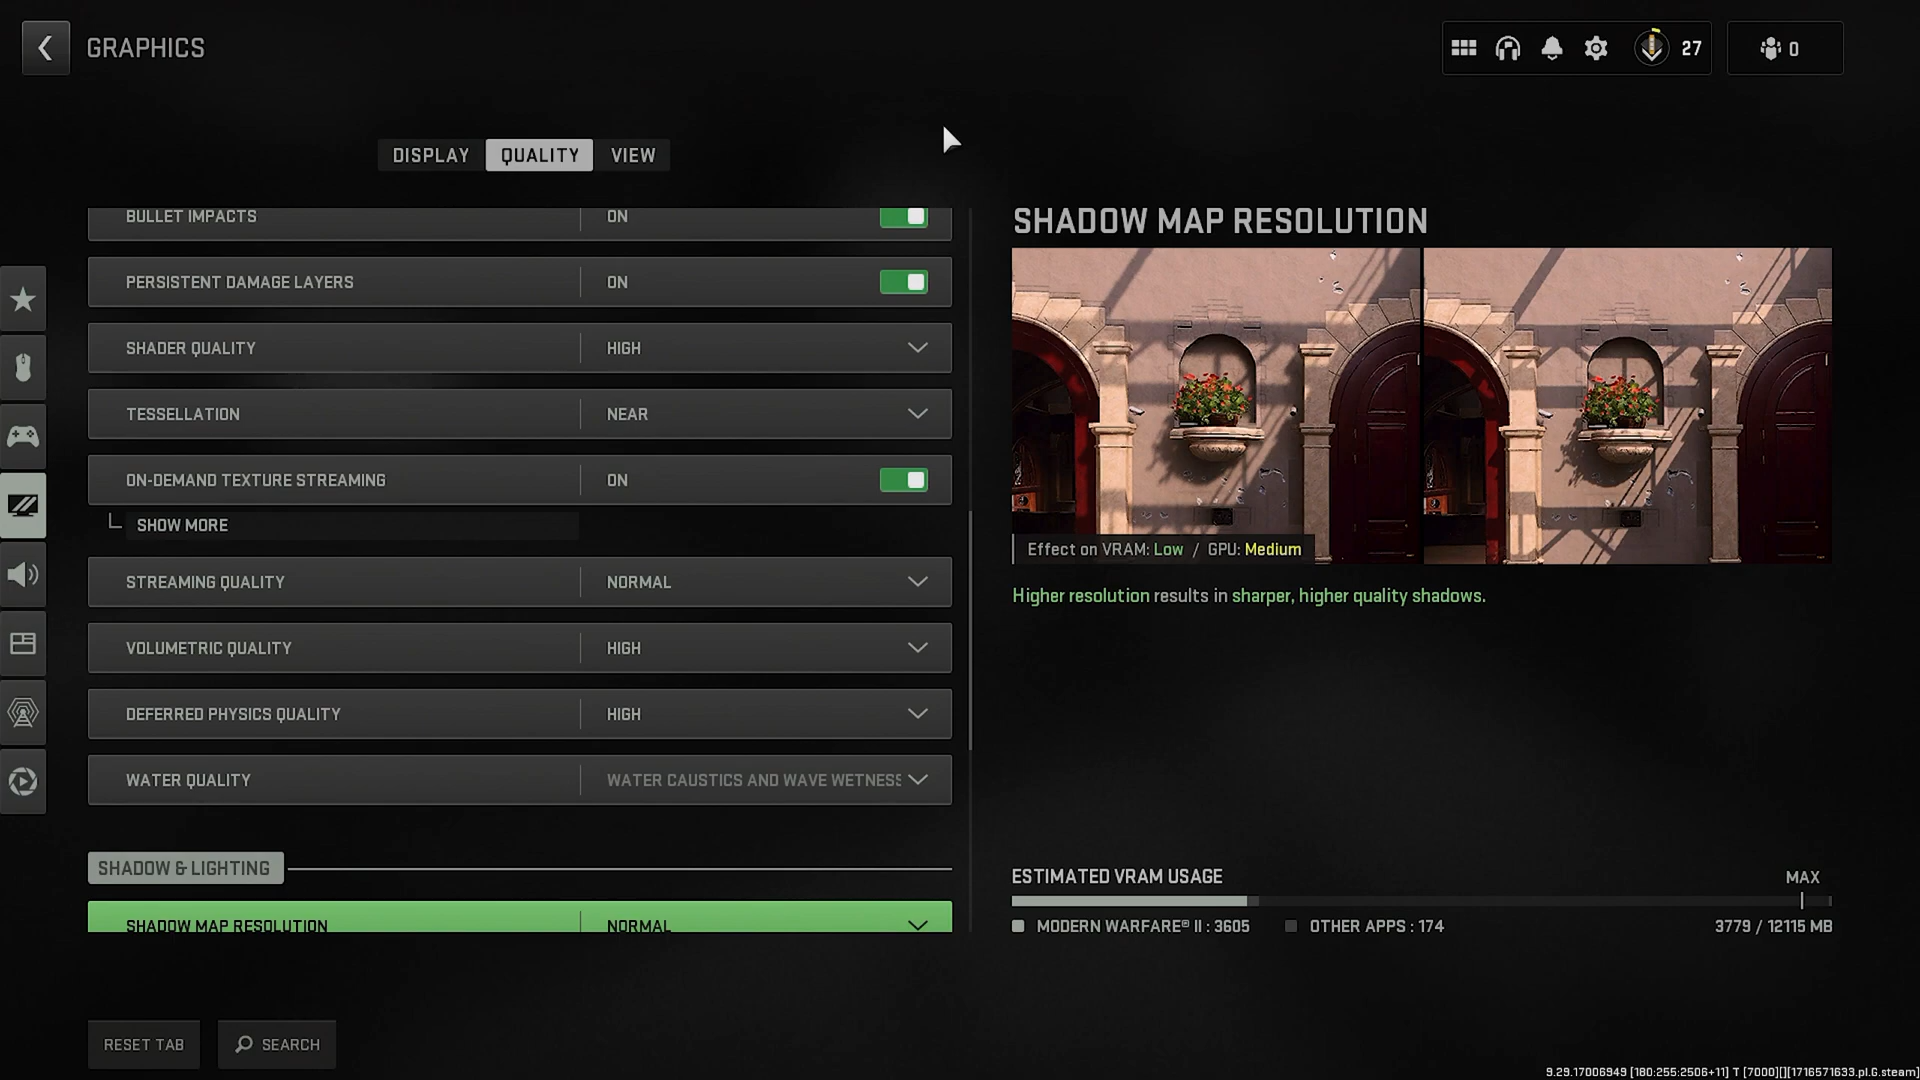 GRAPHICS
27
0
DISPLAY
QUALITY
VIEW
BULLET IMPACTS
ON
PERSISTENT DAMAGE LAYERS
ON
SHADER QUALITY
HIGH
TESSELLATION
NEAR
ON-DEMAND TEXTURE STREAMING
ON
SHOW MORE
STREAMING QUALITY
NORMAL
VOLUMETRIC QUALITY
HIGH
DEFERRED PHYSICS QUALITY
HIGH
WATER QUALITY
WATER CAUSTICS AND WAVE WETNESS
SHADOW & LIGHTING
SHADOW MAP RESOLUTION
NORMAL
SHADOW MAP RESOLUTION
Effect on VRAM: Low / GPU: Medium
Higher resolution results in sharper, higher quality shadows.
ESTIMATED VRAM USAGE
MAX
MODERN WARFARE® II : 3605
OTHER APPS : 174
3779 / 12115 MB
RESET TAB
SEARCH
9.29.17006949 [180:255:2506+11] T [7000][][1716571633.pl.G.steam]